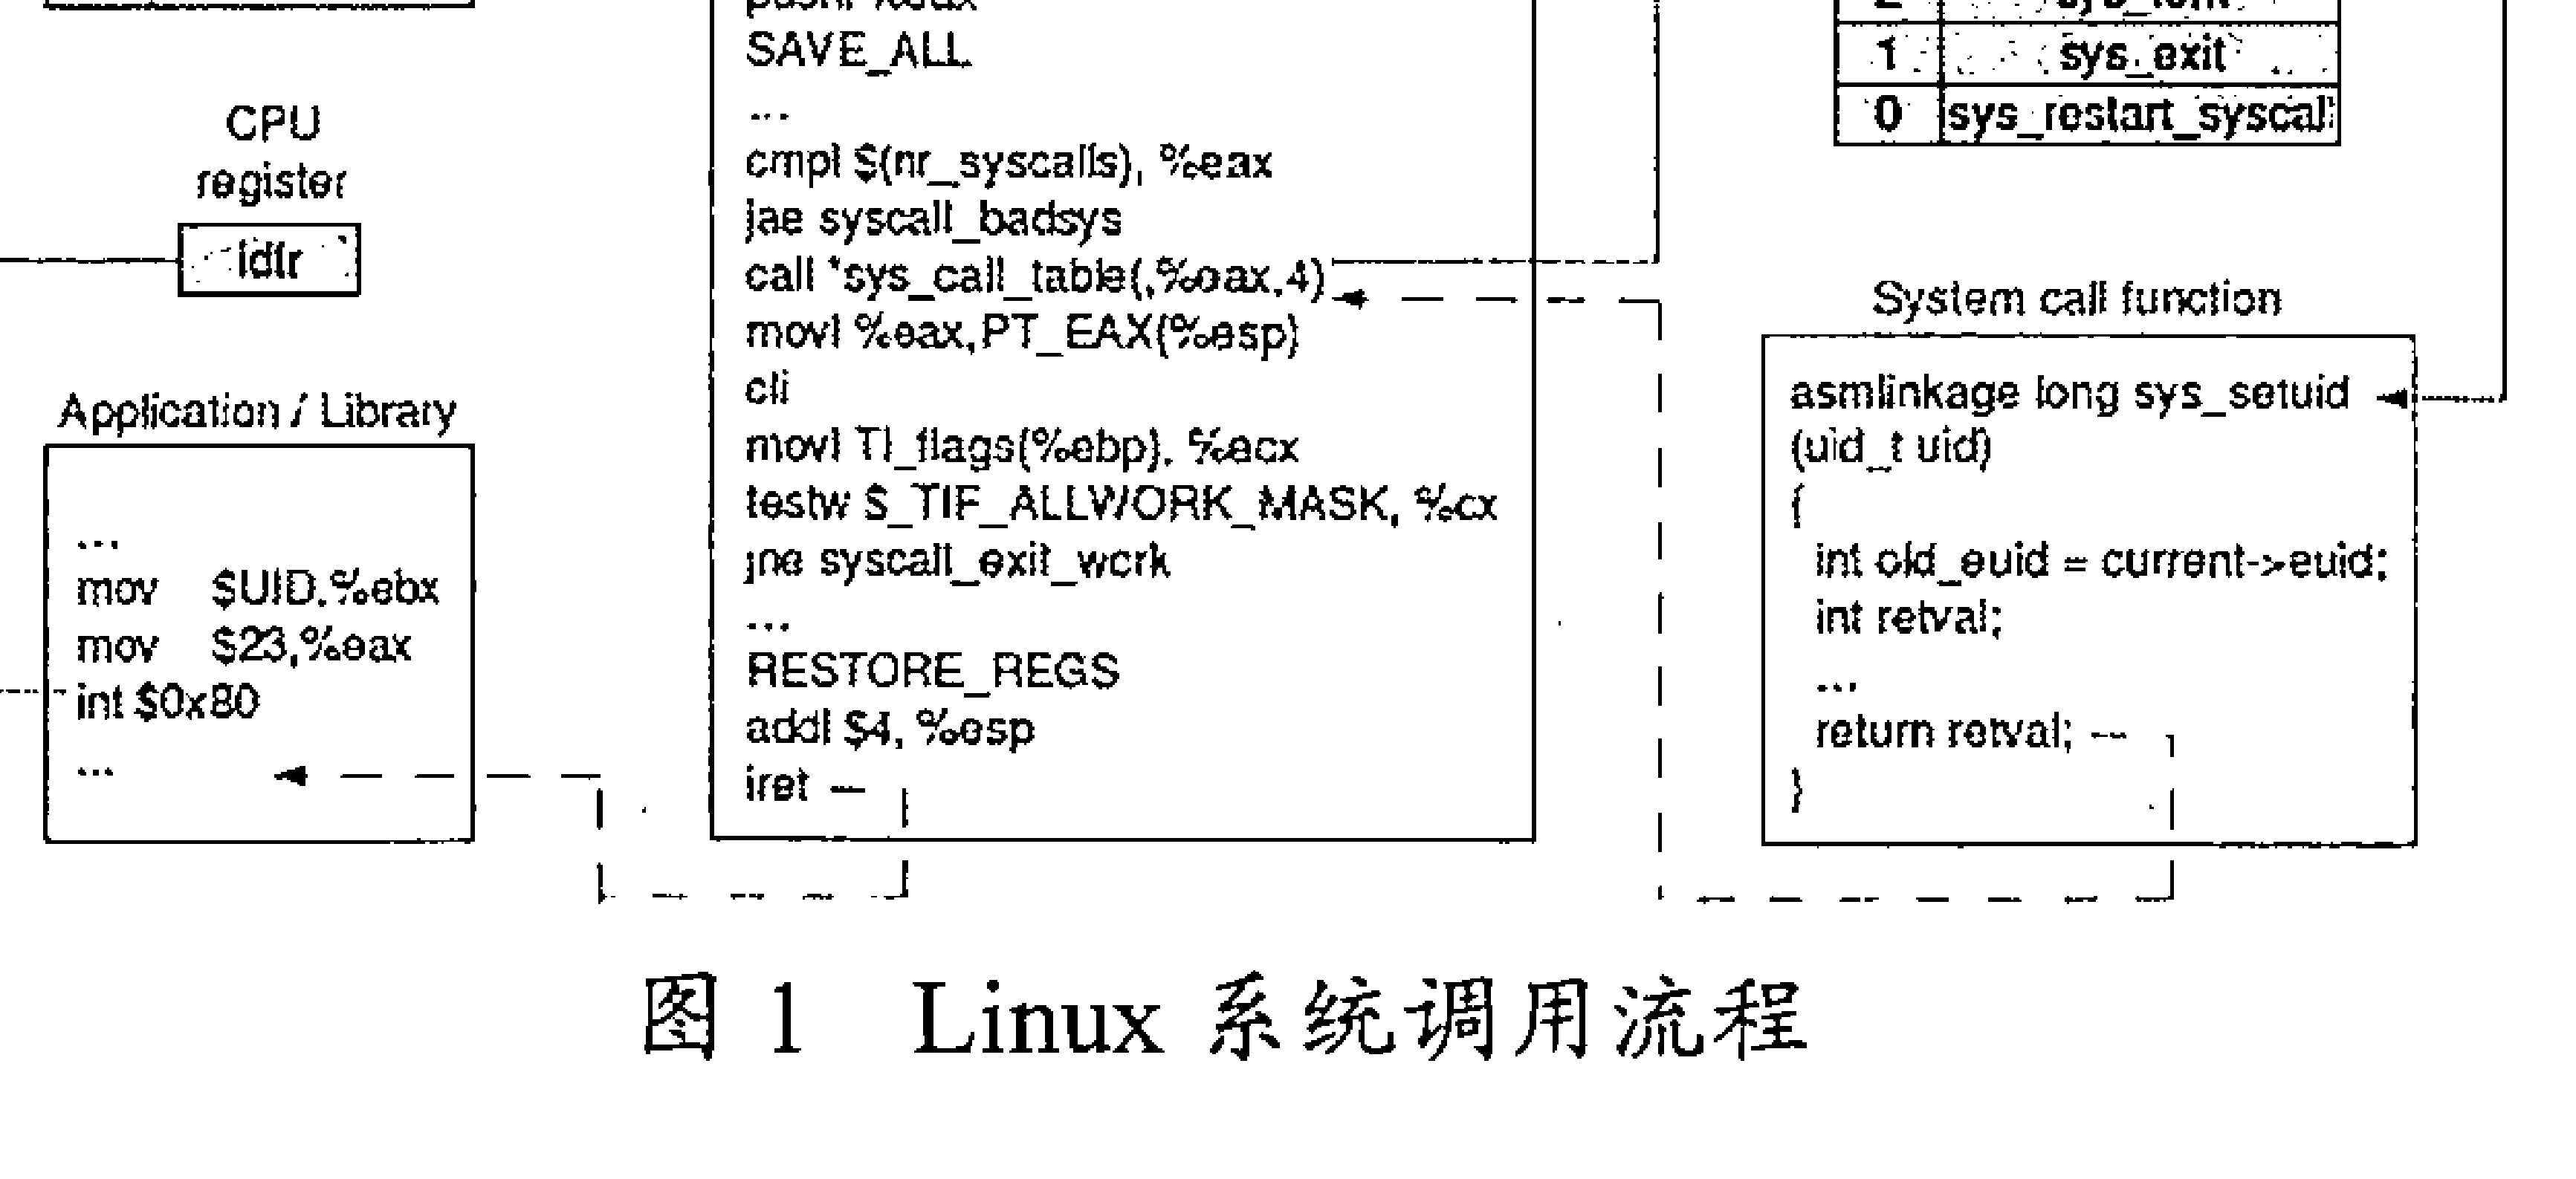 SAVE_ALL
...
cmpl $(nr_syscalls), %eax
jae syscall_badsys
call *sys_call_table(,%eax,4)
movl %eax,PT_EAX(%esp)
cli
movl TI_flags(%ebp), %ecx
testw $_TIF_ALLWORK_MASK, %cx
jne syscall_exit_work
...
RESTORE_REGS
addl $4, %esp
iret
CPU
register
idtr
Application / Library
...
mov $UID,%ebx
mov $23,%eax
int $0x80
...
2
1 sys_exit
0 sys_restart_syscall
System call function
asmlinkage long sys_setuid
(uid_t uid)
{
int old_euid = current->euid;
int retval;
...
return retval;
}
图 1 Linux 系统调用流程